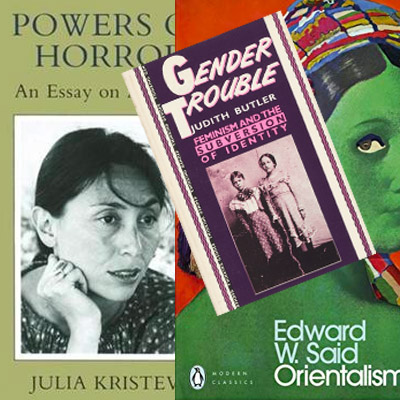 POWERS O
HORRO
An Essay on
JULIA KRISTEV
GENDER
TROUBLE
JUDITH BUTLER
FEMINISM AND THE
SUBVERSION
OF IDENTITY
Edward
W. Said
Orientalism
MODERN
CLASSICS